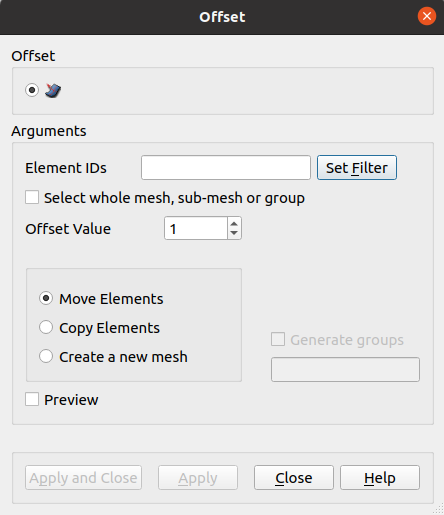 Offset
Offset
Arguments
Element IDs Set Filter
Select whole mesh, sub-mesh or group
Offset Value 1
Move Elements
Copy Elements
Generate groups
Create a new mesh
Preview
Apply and Close Apply Close Help